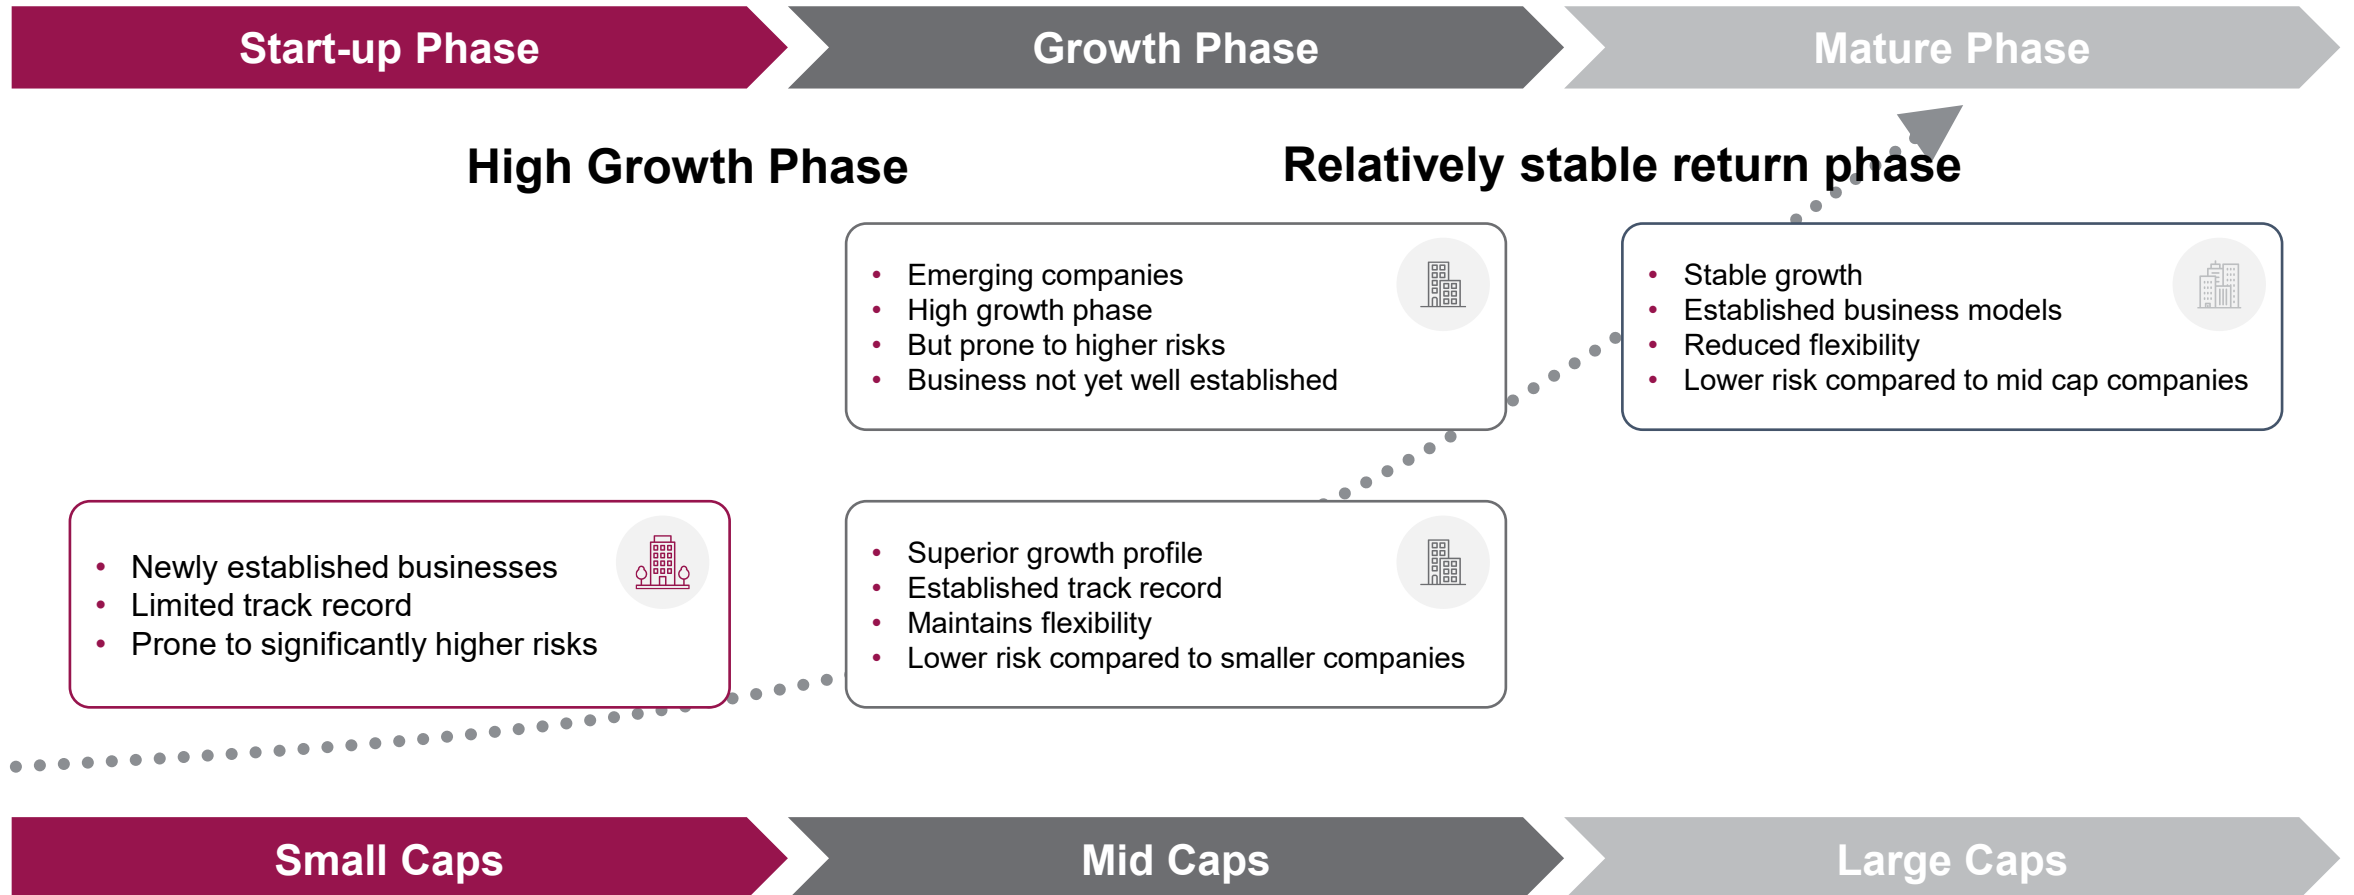 Start-up Phase
Growth Phase
Mature Phase
High Growth Phase
Relatively stable return phase
• Emerging companies
• High growth phase
• But prone to higher risks
• Business not yet well established
• Stable growth
• Established business models
• Reduced flexibility
• Lower risk compared to mid cap companies
• Newly established businesses
• Limited track record
• Prone to significantly higher risks
• Superior growth profile
• Established track record
• Maintains flexibility
• Lower risk compared to smaller companies
Small Caps
Mid Caps
Large Caps